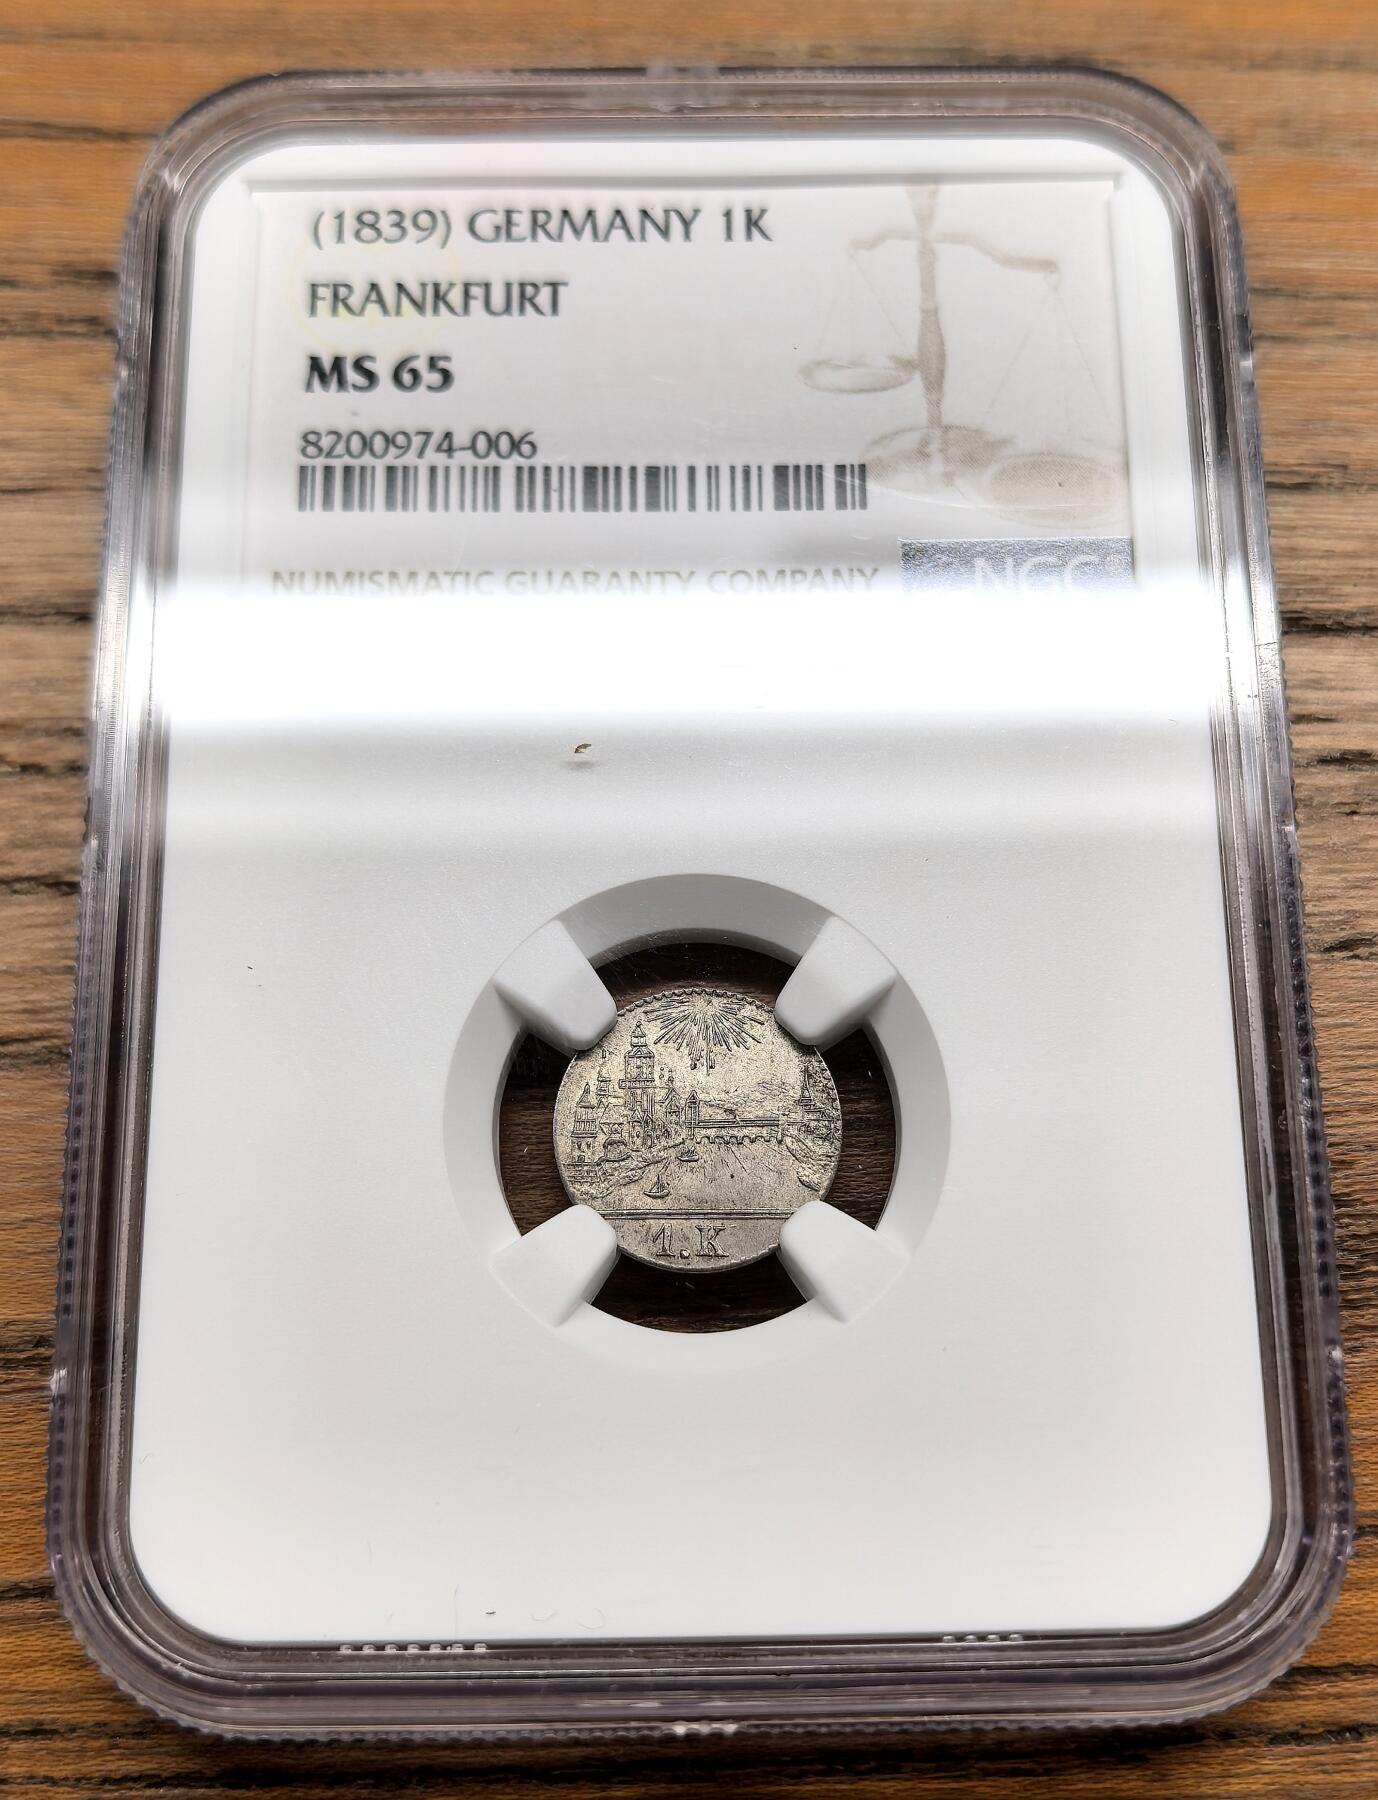 (1839) GERMANY 1K
FRANKFURT
MS 65
8200974-006
NUMISMATIC GUARANTY COMPANY
NGC
1.K